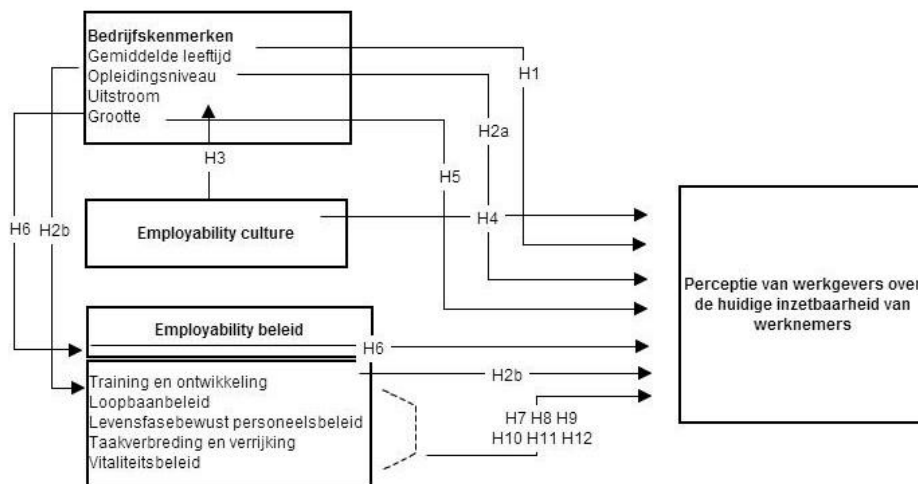 Bedrijfskenmerken
Gemiddelde leeftijd
Opleidingsniveau
Uitstroom
Grootte
H1
H2a
H3
H5
H6
H2b
Employability culture
H4
Perceptie van werkgevers over
de huidige inzetbaarheid van
werknemers
Employability beleid
H6
H2b
Training en ontwikkeling
Loopbaanbeleid
Levensfasebewust personeelsbeleid
Taakverbreding en verrijking
Vitaliteitsbeleid
H7 H8 H9
H10 H11 H12